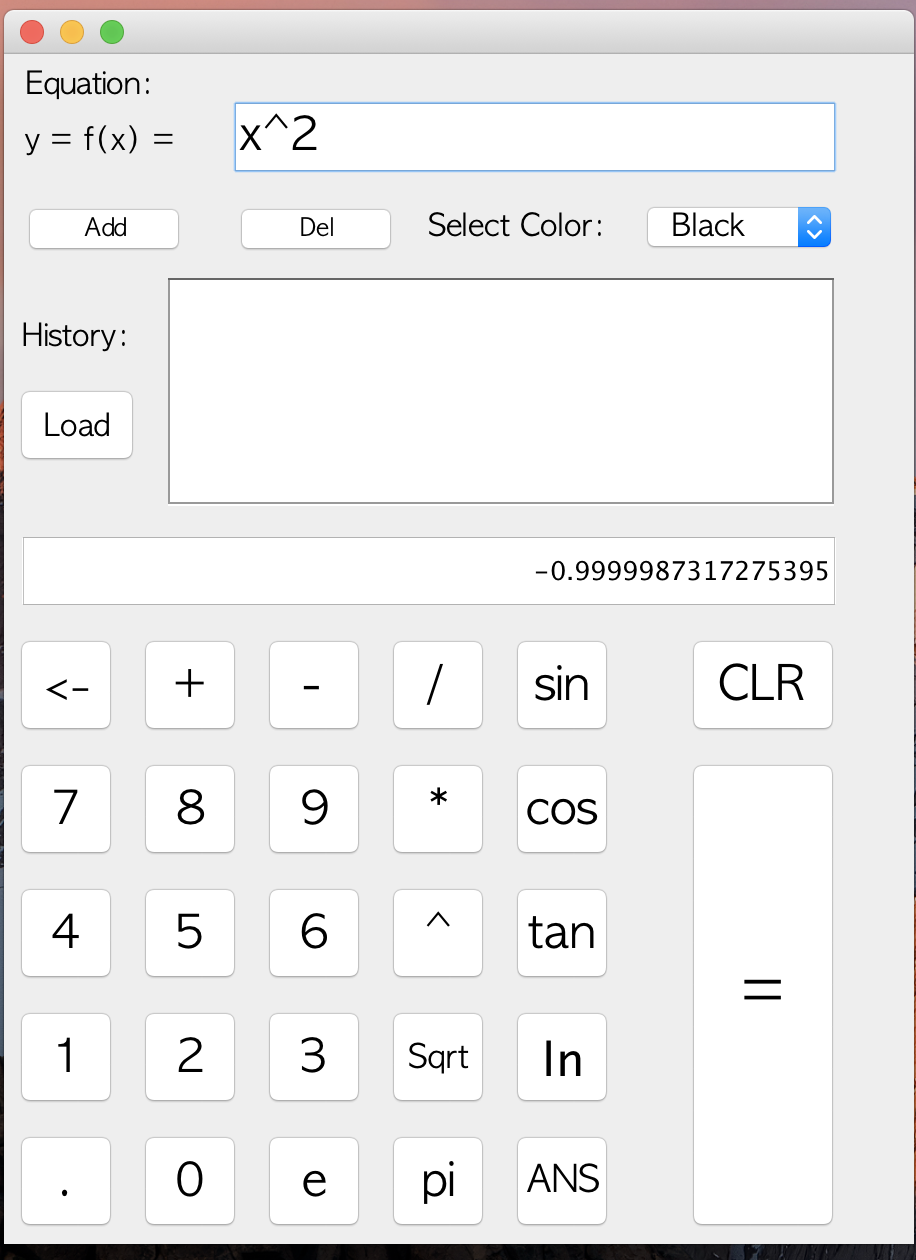 Equation:
y = f(x) = x^2
Add Del Select Color: Black
History:
Load
-0.9999987317275395
<- + - / sin CLR
7 8 9 * cos
4 5 6 ^ tan
=
1 2 3 Sqrt ln
. 0 e pi ANS